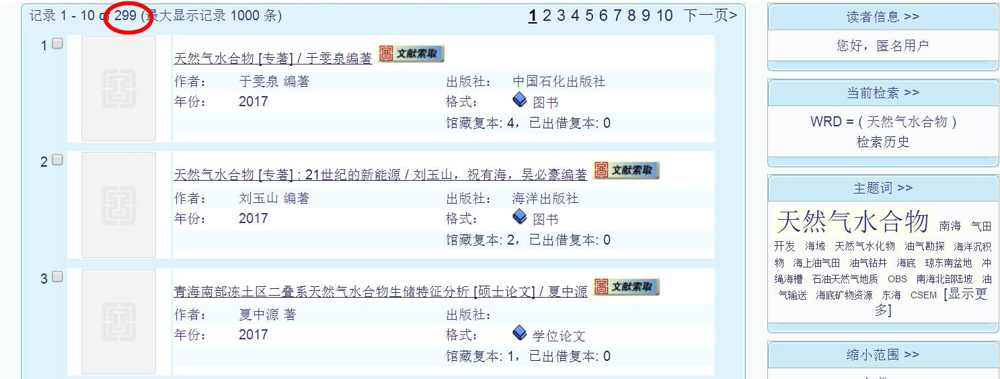 记录 1 - 10 of 299 (最大显示记录 1000 条)
1 2 3 4 5 6 7 8 9 10 下一页>
1
天然气水合物 [专著] / 于雯泉编著 文献索取
作者： 于雯泉 编著 出版社： 中国石化出版社
年份： 2017 格式： 图书
馆藏复本: 4，已出借复本: 0
2
天然气水合物 [专著] : 21世纪的新能源 / 刘玉山，祝有海，吴必豪编著 文献索取
作者： 刘玉山 编著 出版社： 海洋出版社
年份： 2017 格式： 图书
馆藏复本: 2，已出借复本: 0
3
青海南部冻土区二叠系天然气水合物生储特征分析 [硕士论文] / 夏中源 文献索取
作者： 夏中源 著 出版社：
年份： 2017 格式： 学位论文
馆藏复本: 1，已出借复本: 0
读者信息 >>
您好，匿名用户
当前检索 >>
WRD = ( 天然气水合物 )
检索历史
主题词 >>
天然气水合物 南海 气田
开发 海域 天然气水化物 油气勘探 海洋沉积
物 海上油气田 油气钻井 海底 琼东南盆地 冲
绳海槽 石油天然气地质 OBS 南海北部陆坡 油
气输送 海底矿物资源 东海 CSEM [显示更
多]
缩小范围 >>